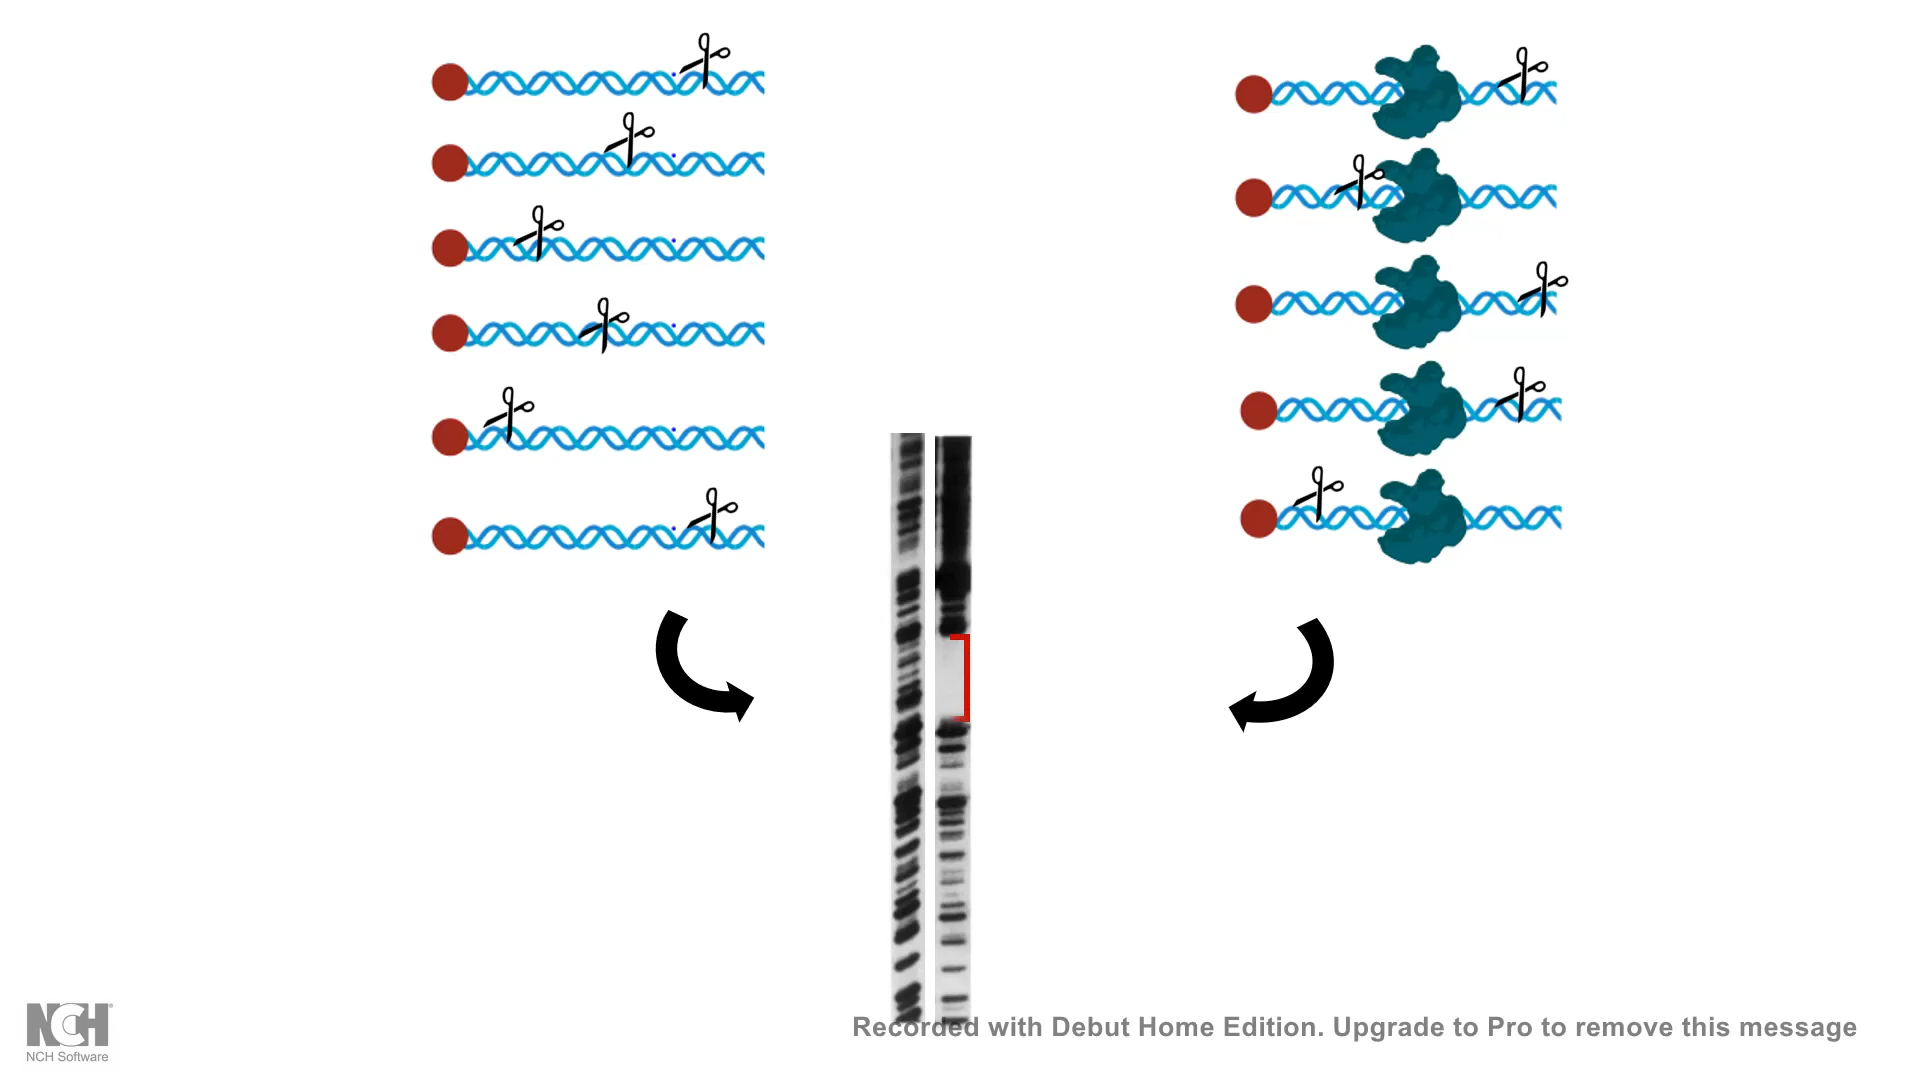 NCH®
NCH Software
Recorded with Debut Home Edition. Upgrade to Pro to remove this message